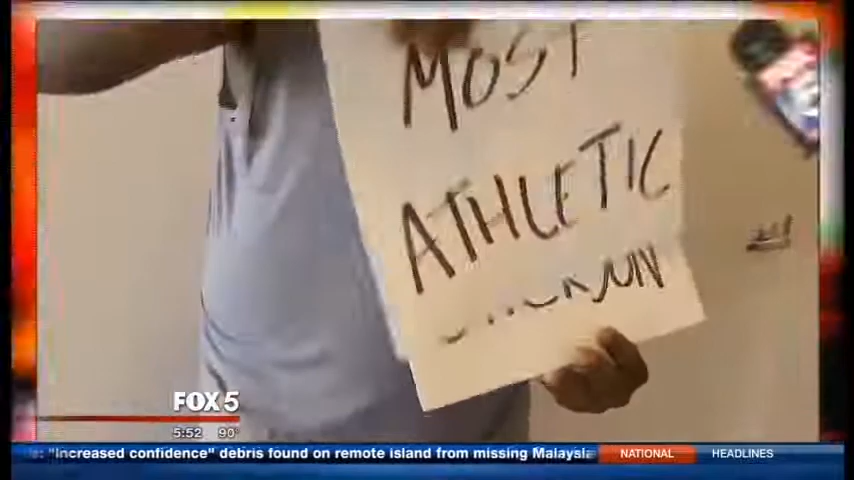 MOST
ATHLETIC
FOX 5
5:52 90°
"Increased confidence" debris found on remote island from missing Malaysia
NATIONAL
HEADLINES